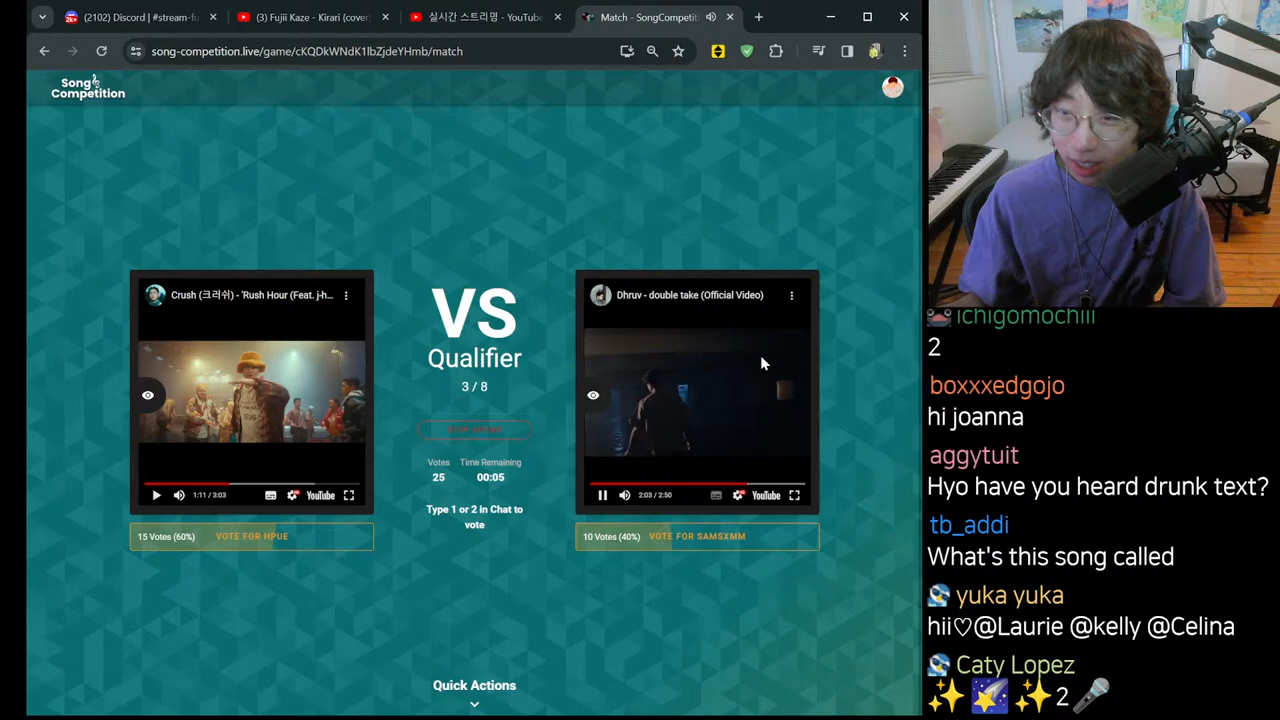 (2102) Discord | #stream-fu
(3) Fujii Kaze - Kirari (cover)
실시간 스트리밍 - YouTube
Match - SongCompetit
song-competition.live/game/cKQDkWNdK1lbZjdeYHmb/match
Song
Competition
Crush (크러쉬) - 'Rush Hour (Feat. j-h...
1:11 / 3:03
YouTube
15 Votes (60%) VOTE FOR HPUE
VS
Qualifier
3 / 8
Votes Time Remaining
25 00:05
Type 1 or 2 in Chat to
vote
Dhruv - double take (Official Video)
2:03 / 2:50
YouTube
10 Votes (40%) VOTE FOR SAMSXMM
Quick Actions
ichigomochiii
2
boxxxedgojo
hi joanna
aggytuit
Hyo have you heard drunk text?
tb_addi
What's this song called
yuka yuka
hii♡@Laurie @kelly @Celina
Caty Lopez
✨🌠✨2🎤